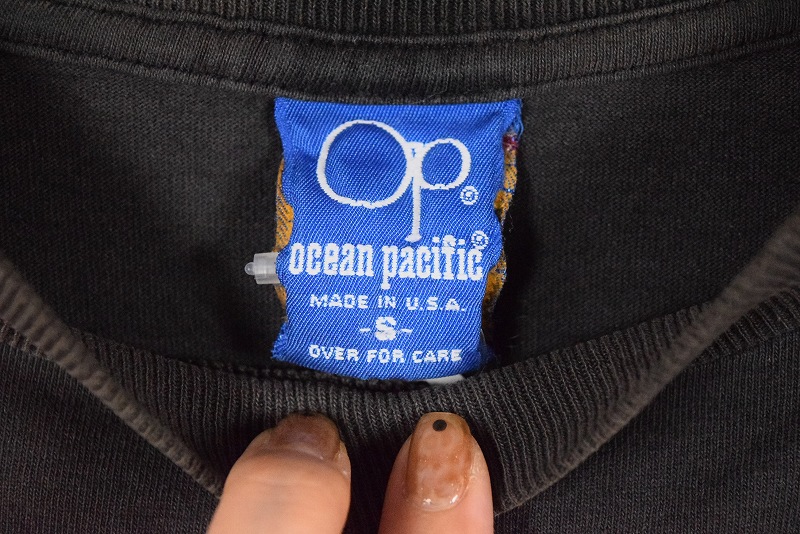 Op®
ocean pacific®
MADE IN U.S.A.
-S-
OVER FOR CARE